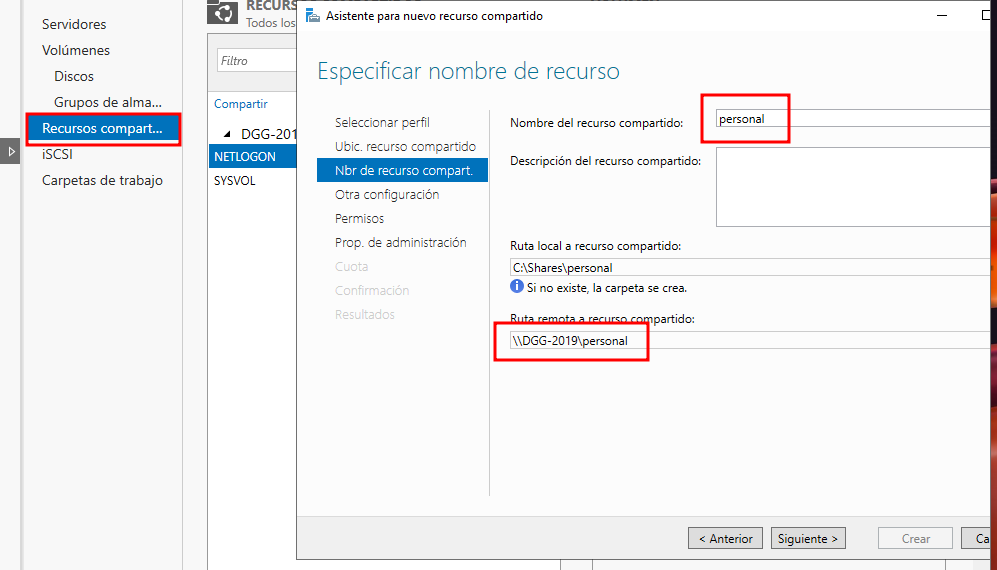 Servidores
Volúmenes
Discos
Grupos de alma...
Recursos compart...
iSCSI
Carpetas de trabajo
Todos los
Filtro
Compartir
DGG-201
NETLOGON
SYSVOL
Asistente para nuevo recurso compartido
Especificar nombre de recurso
Seleccionar perfil
Ubic. recurso compartido
Nbr de recurso compart.
Otra configuración
Permisos
Prop. de administración
Cuota
Confirmación
Resultados
Nombre del recurso compartido:
personal
Descripción del recurso compartido:
Ruta local a recurso compartido:
C:\Shares\personal
Si no existe, la carpeta se crea.
Ruta remota a recurso compartido:
\\DGG-2019\personal
< Anterior
Siguiente >
Crear
Ca